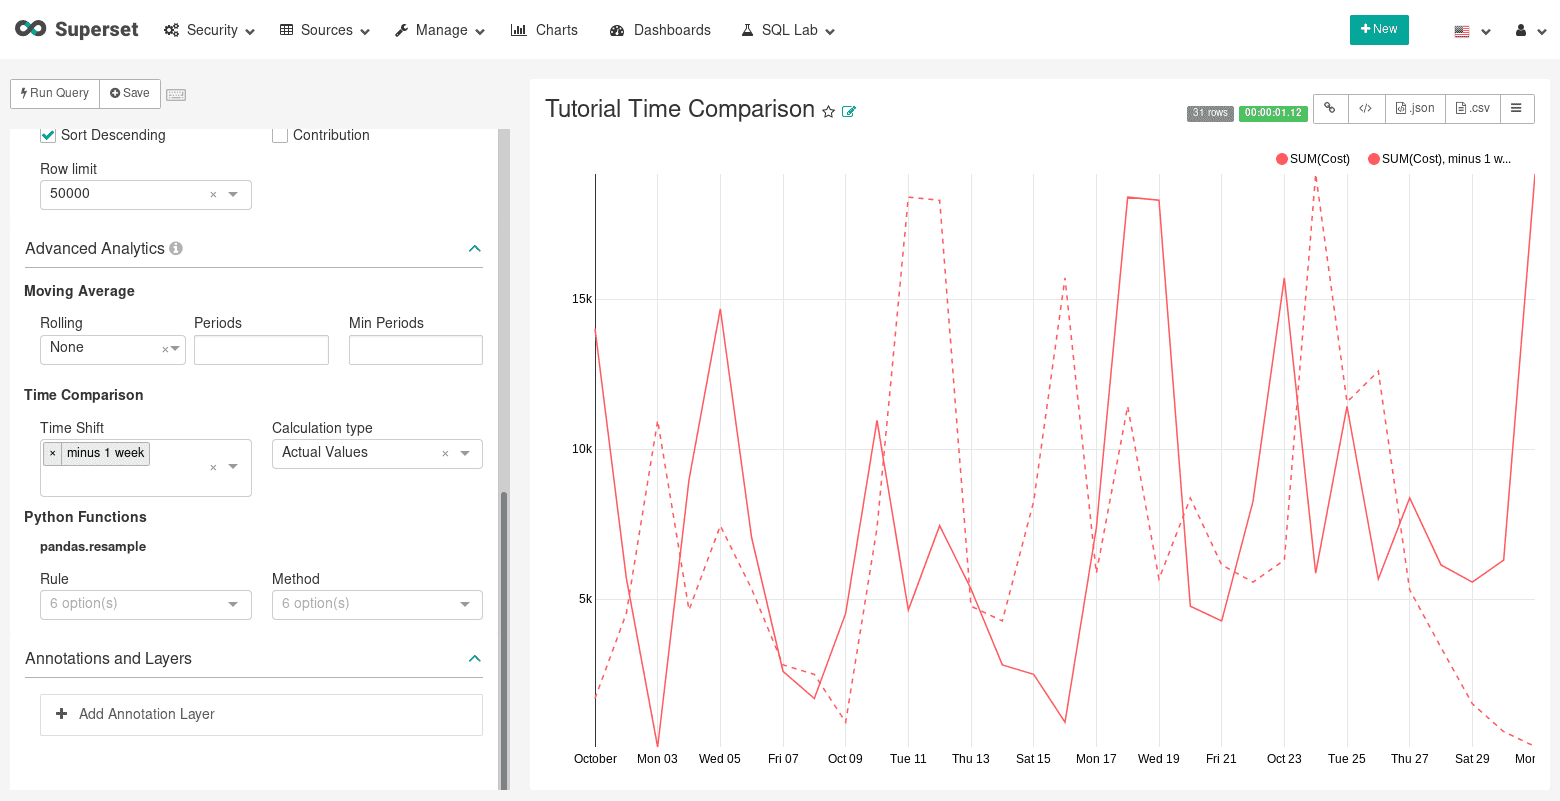 Superset Security Sources Manage Charts Dashboards SQL Lab New
Run Query Save
Tutorial Time Comparison 31 rows 00:00:01.12 </> .json .csv
Sort Descending Contribution
Row limit
50000 ×
Advanced Analytics
Moving Average
Rolling Periods Min Periods
None ×
Time Comparison
Time Shift Calculation type
× minus 1 week × Actual Values ×
Python Functions
pandas.resample
Rule Method
6 option(s) 6 option(s)
Annotations and Layers
Add Annotation Layer
SUM(Cost) SUM(Cost), minus 1 w...
15k
10k
5k
October Mon 03 Wed 05 Fri 07 Oct 09 Tue 11 Thu 13 Sat 15 Mon 17 Wed 19 Fri 21 Oct 23 Tue 25 Thu 27 Sat 29 Mon